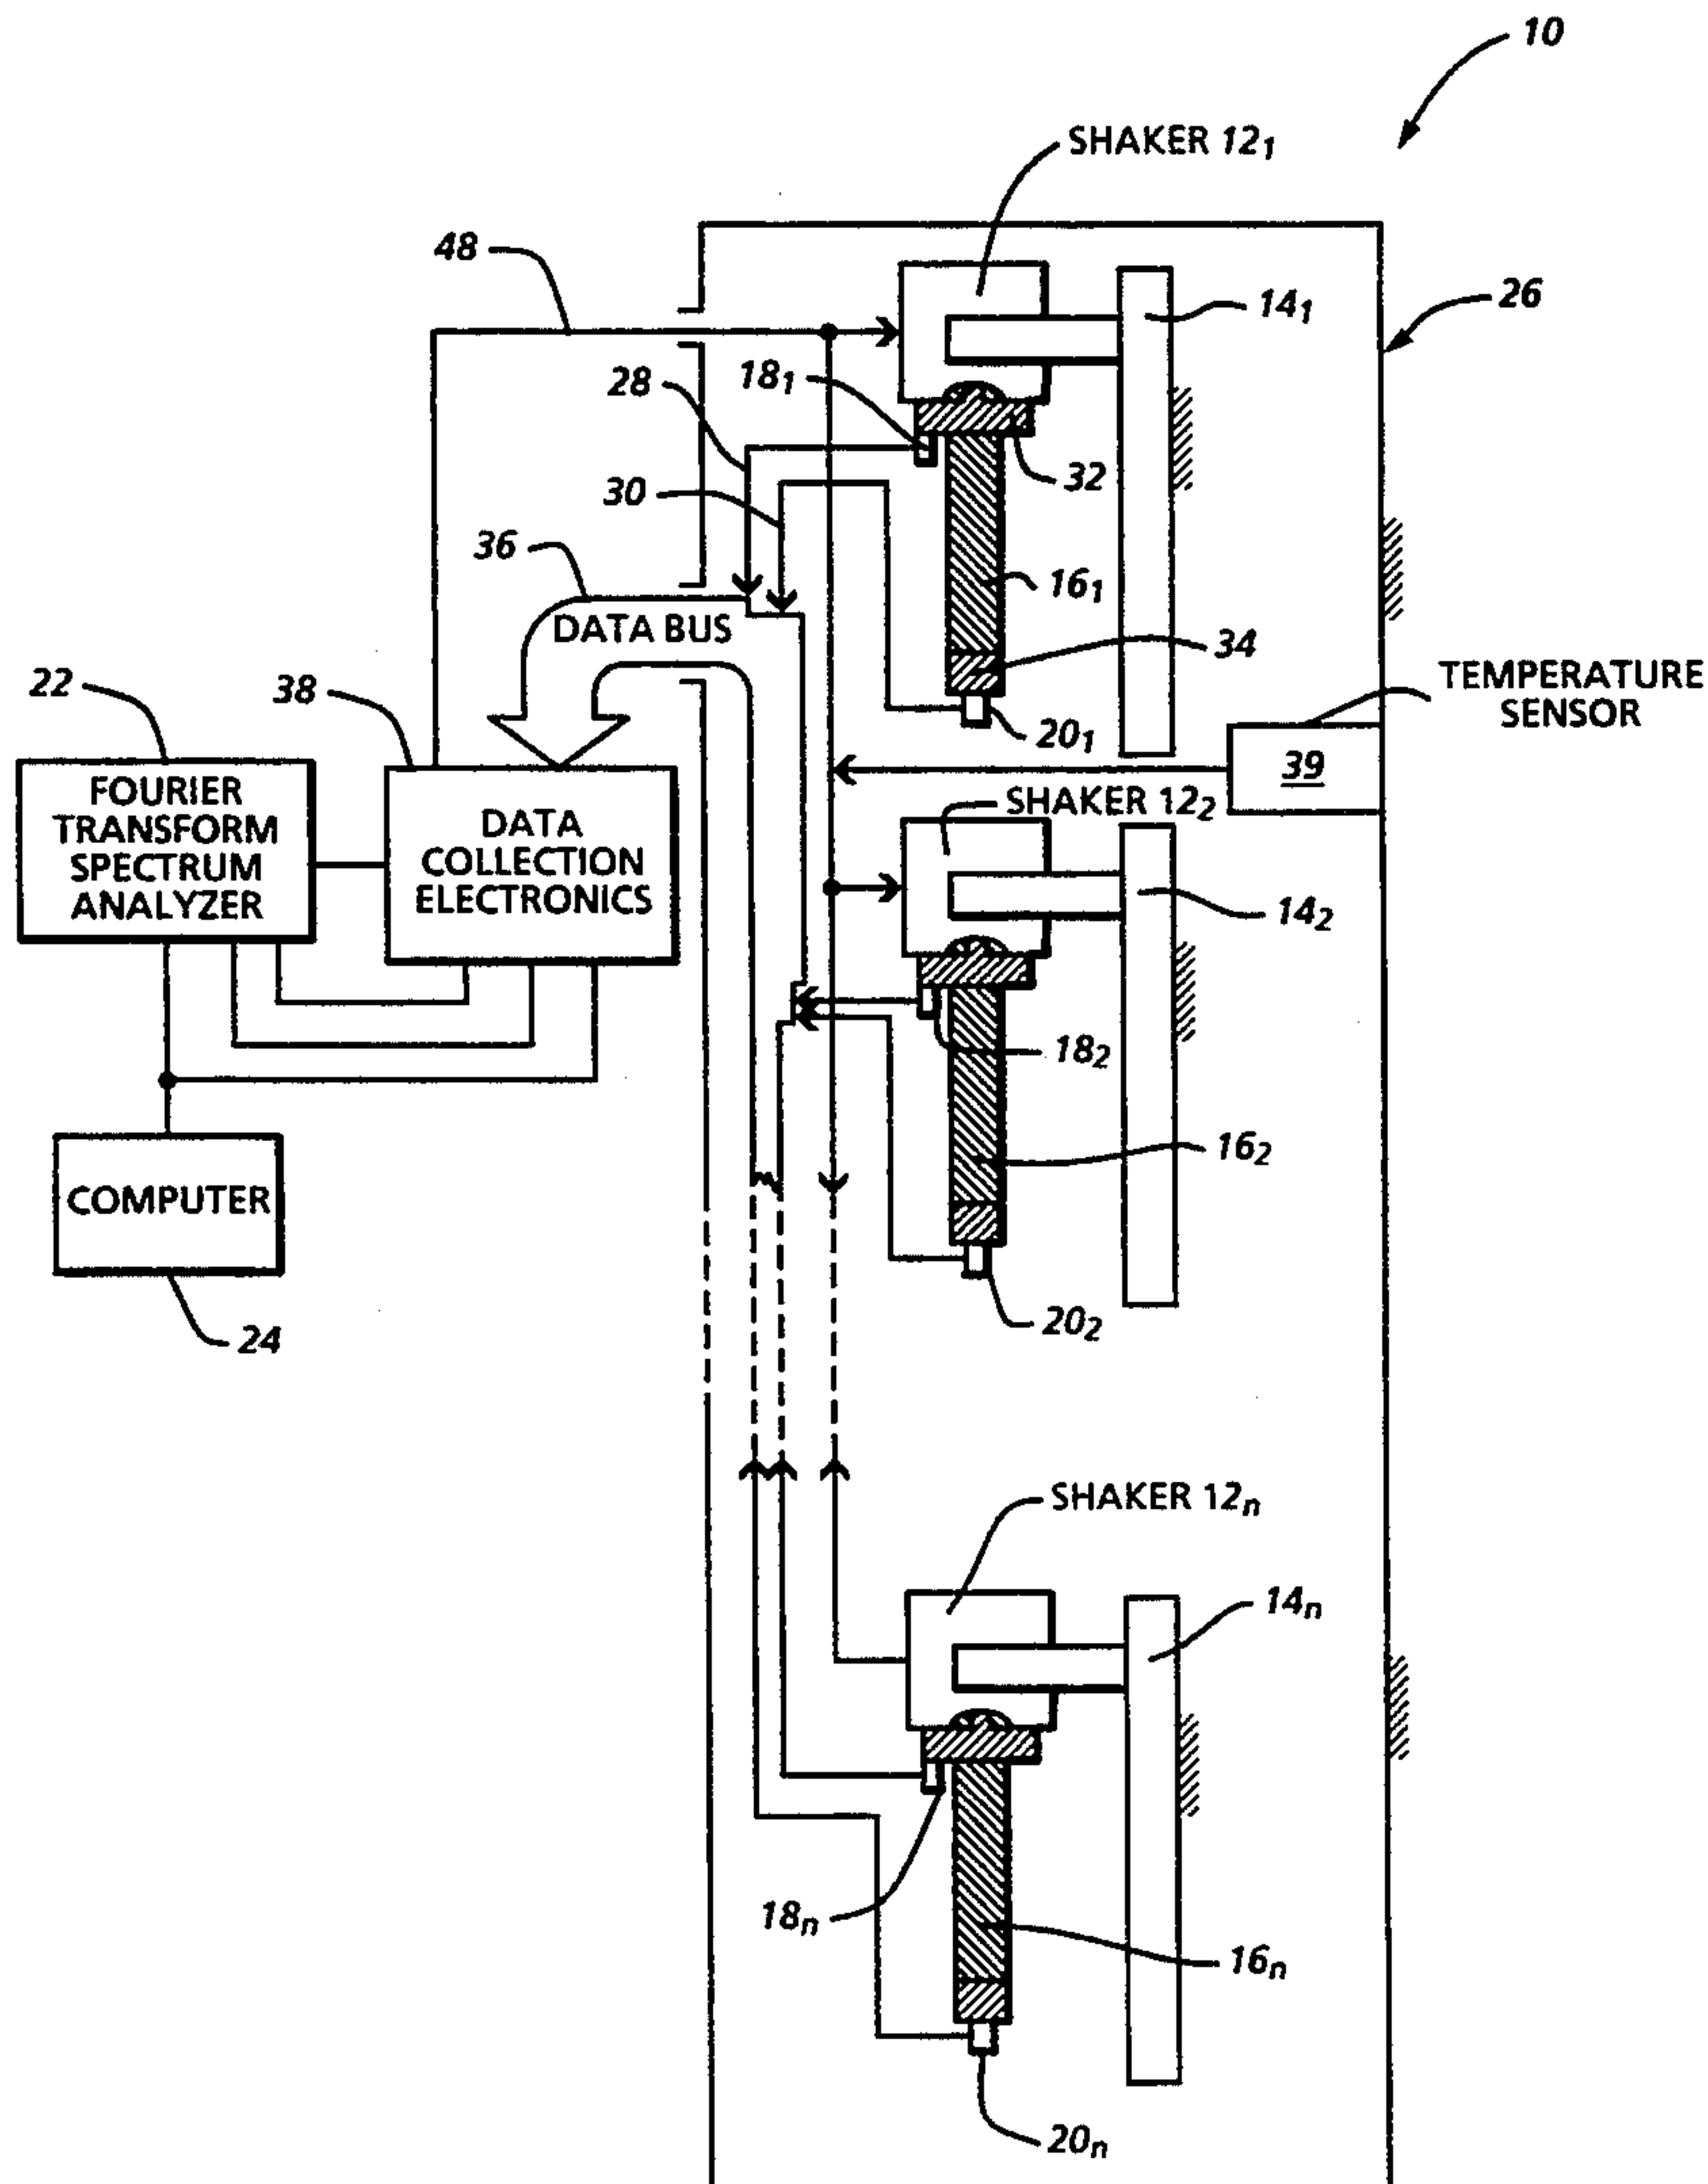 10
SHAKER 12₁
48
14₁
26
28
18₁
30
32
36
16₁
DATA BUS
34
22
38
TEMPERATURE
SENSOR
20₁
39
FOURIER
TRANSFORM
SPECTRUM
ANALYZER
DATA
COLLECTION
ELECTRONICS
SHAKER 12₂
14₂
18₂
16₂
COMPUTER
20₂
24
SHAKER 12ₙ
14ₙ
18ₙ
16ₙ
20ₙ